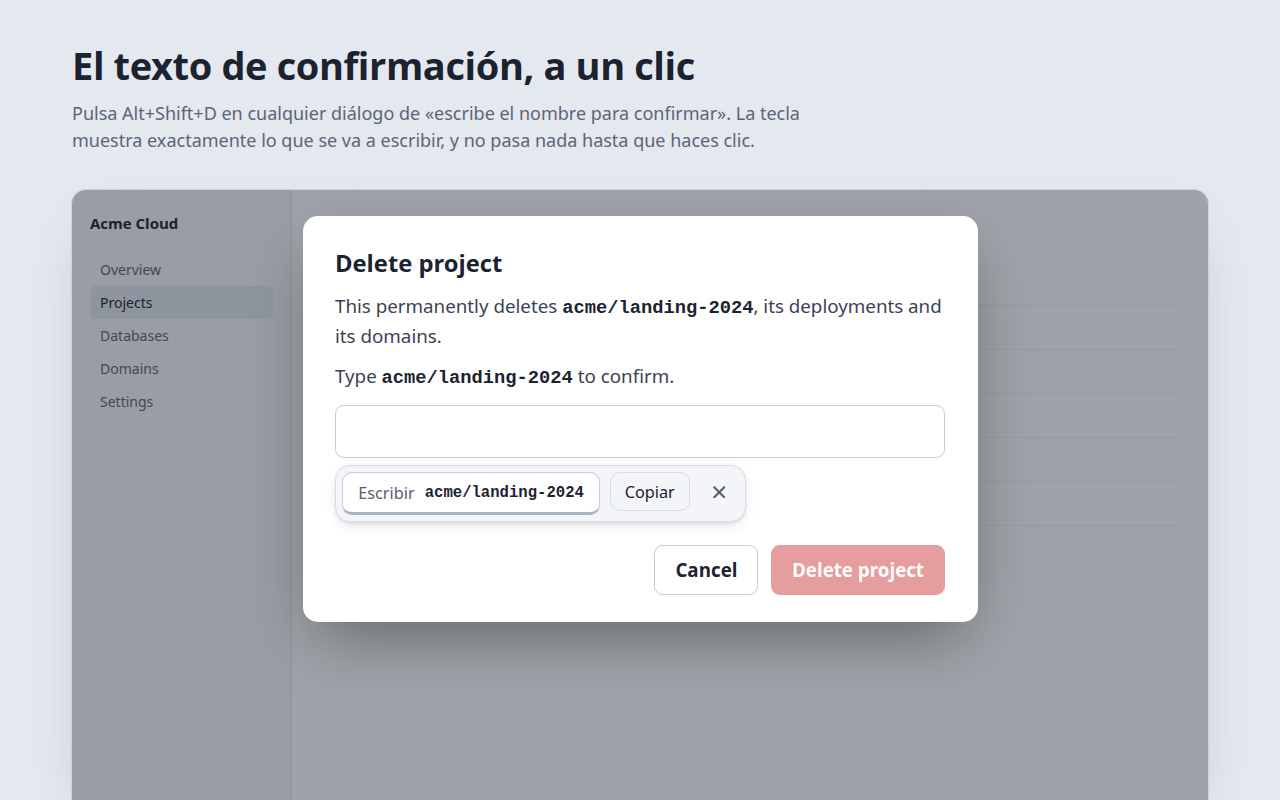 El texto de confirmación, a un clic
Pulsa Alt+Shift+D en cualquier diálogo de «escribe el nombre para confirmar». La tecla
muestra exactamente lo que se va a escribir, y no pasa nada hasta que haces clic.
Acme Cloud
Overview
Projects
Databases
Domains
Settings
Delete project
This permanently deletes acme/landing-2024, its deployments and
its domains.
Type acme/landing-2024 to confirm.
Escribir acme/landing-2024 Copiar ✕
Cancel Delete project